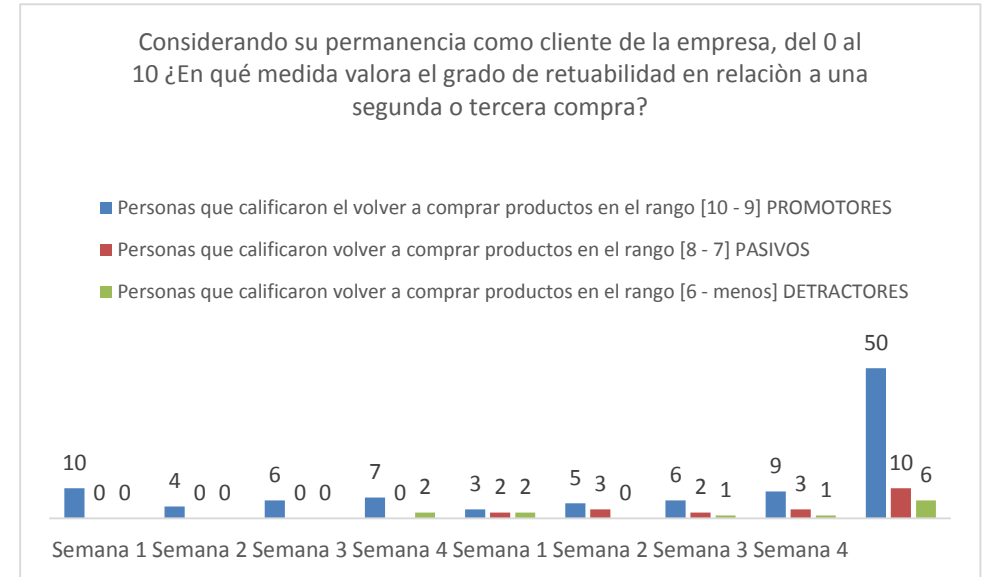 Considerando su permanencia como cliente de la empresa, del 0 al
10 ¿En qué medida valora el grado de retuabilidad en relaciòn a una
segunda o tercera compra?
Personas que calificaron el volver a comprar productos en el rango [10 - 9] PROMOTORES
Personas que calificaron volver a comprar productos en el rango [8 - 7] PASIVOS
Personas que calificaron volver a comprar productos en el rango [6 - menos] DETRACTORES
10 0 0 4 0 0 6 0 0 7 0 2 3 2 2 5 3 0 6 2 1 9 3 1 50 10 6
Semana 1 Semana 2 Semana 3 Semana 4 Semana 1 Semana 2 Semana 3 Semana 4